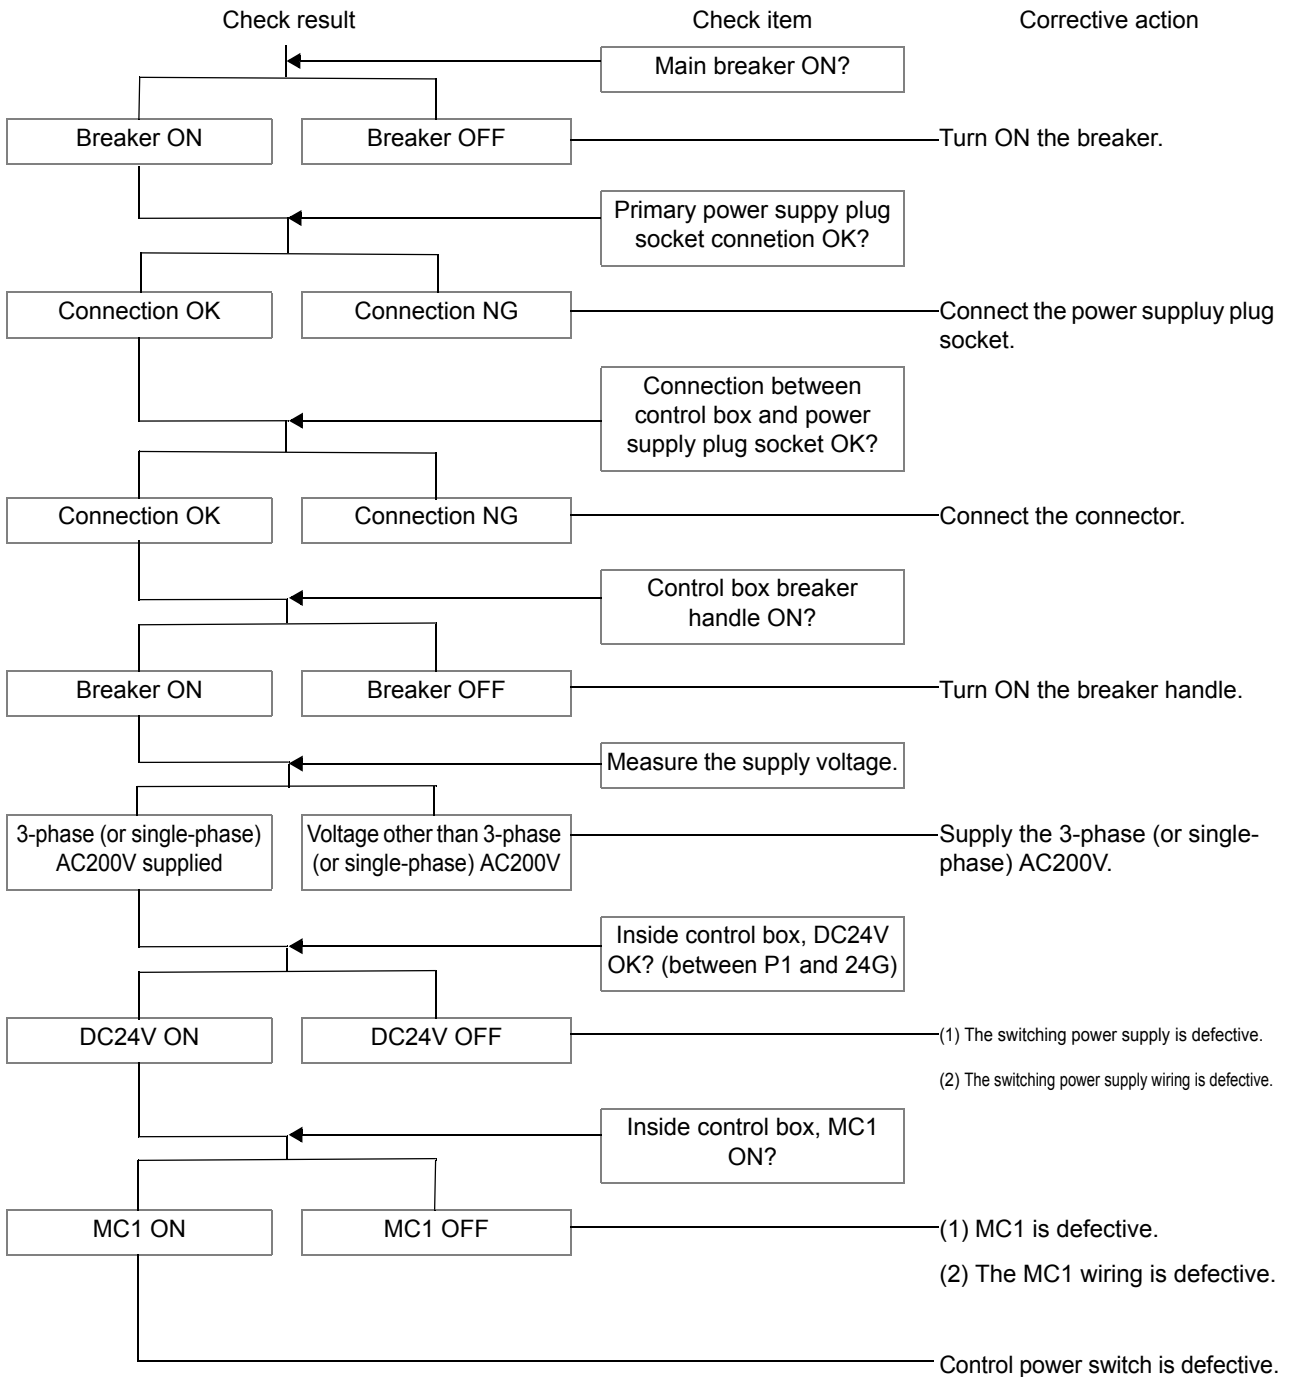 Check result
Check item
Corrective action
Main breaker ON?
Breaker ON
Breaker OFF
Turn ON the breaker.
Primary power suppy plug
socket connetion OK?
Connection OK
Connection NG
Connect the power suppluy plug
socket.
Connection between
control box and power
supply plug socket OK?
Connection OK
Connection NG
Connect the connector.
Control box breaker
handle ON?
Breaker ON
Breaker OFF
Turn ON the breaker handle.
Measure the supply voltage.
3-phase (or single-phase)
AC200V supplied
Voltage other than 3-phase
(or single-phase) AC200V
Supply the 3-phase (or single-
phase) AC200V.
Inside control box, DC24V
OK? (between P1 and 24G)
DC24V ON
DC24V OFF
(1) The switching power supply is defective.
(2) The switching power supply wiring is defective.
Inside control box, MC1
ON?
MC1 ON
MC1 OFF
(1) MC1 is defective.
(2) The MC1 wiring is defective.
Control power switch is defective.